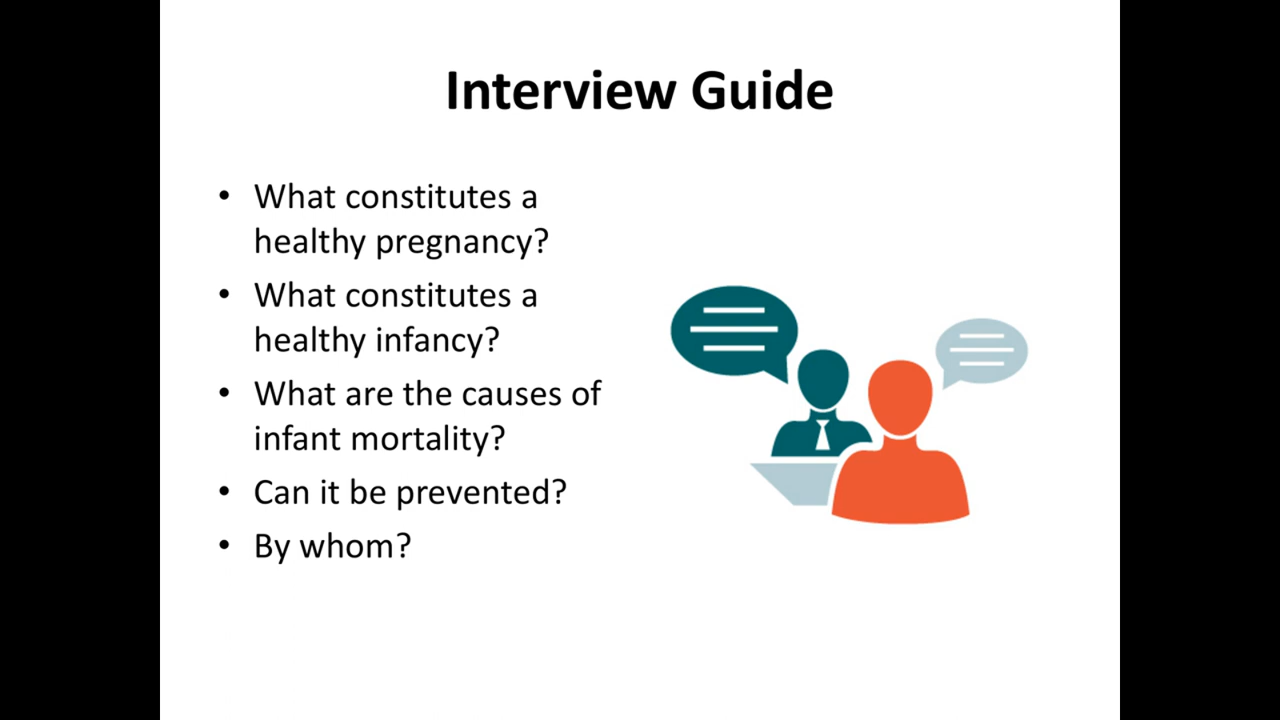 Interview Guide
• What constitutes a
healthy pregnancy?
• What constitutes a
healthy infancy?
• What are the causes of
infant mortality?
• Can it be prevented?
• By whom?